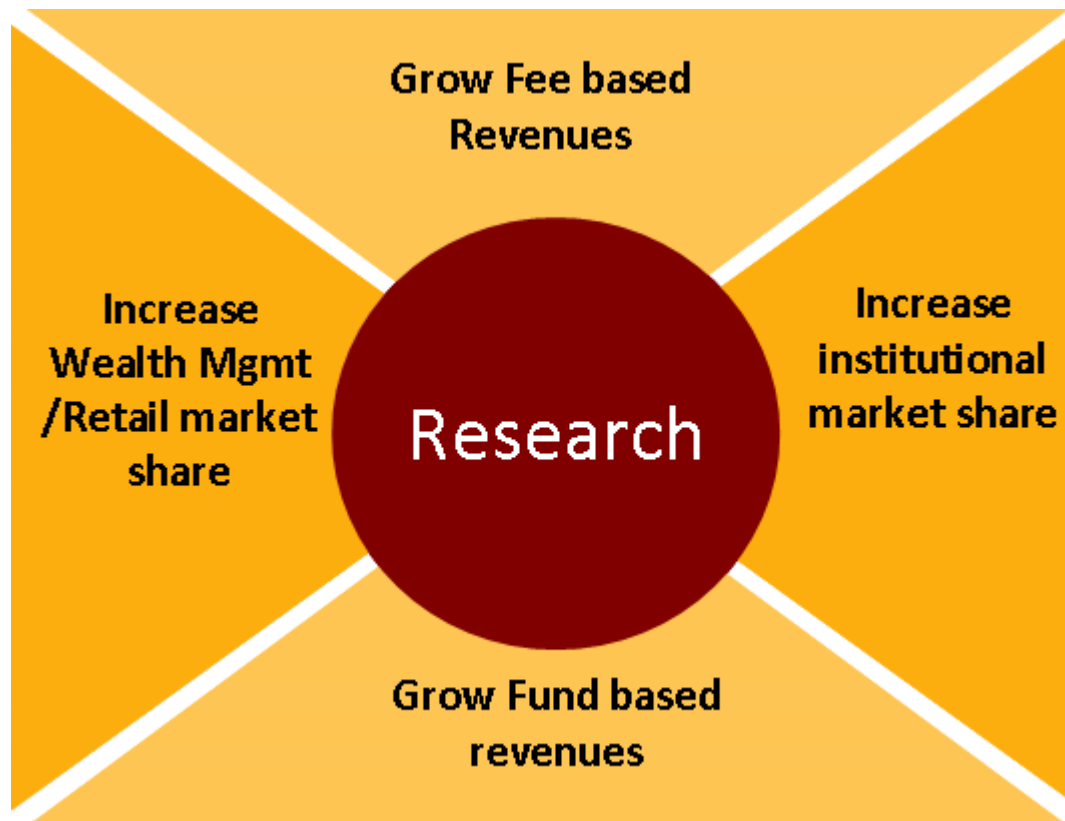 Grow Fee based
Revenues
Increase
Wealth Mgmt
/Retail market
share
Research
Increase
institutional
market share
Grow Fund based
revenues